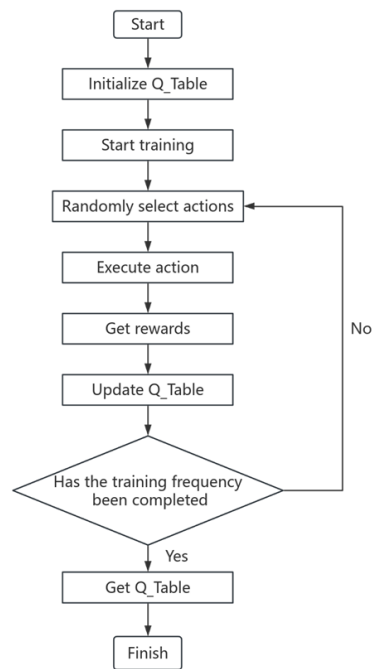 Start
Initialize Q_Table
Start training
Randomly select actions
Execute action
Get rewards
No
Update Q_Table
Has the training frequency
been completed
Yes
Get Q_Table
Finish